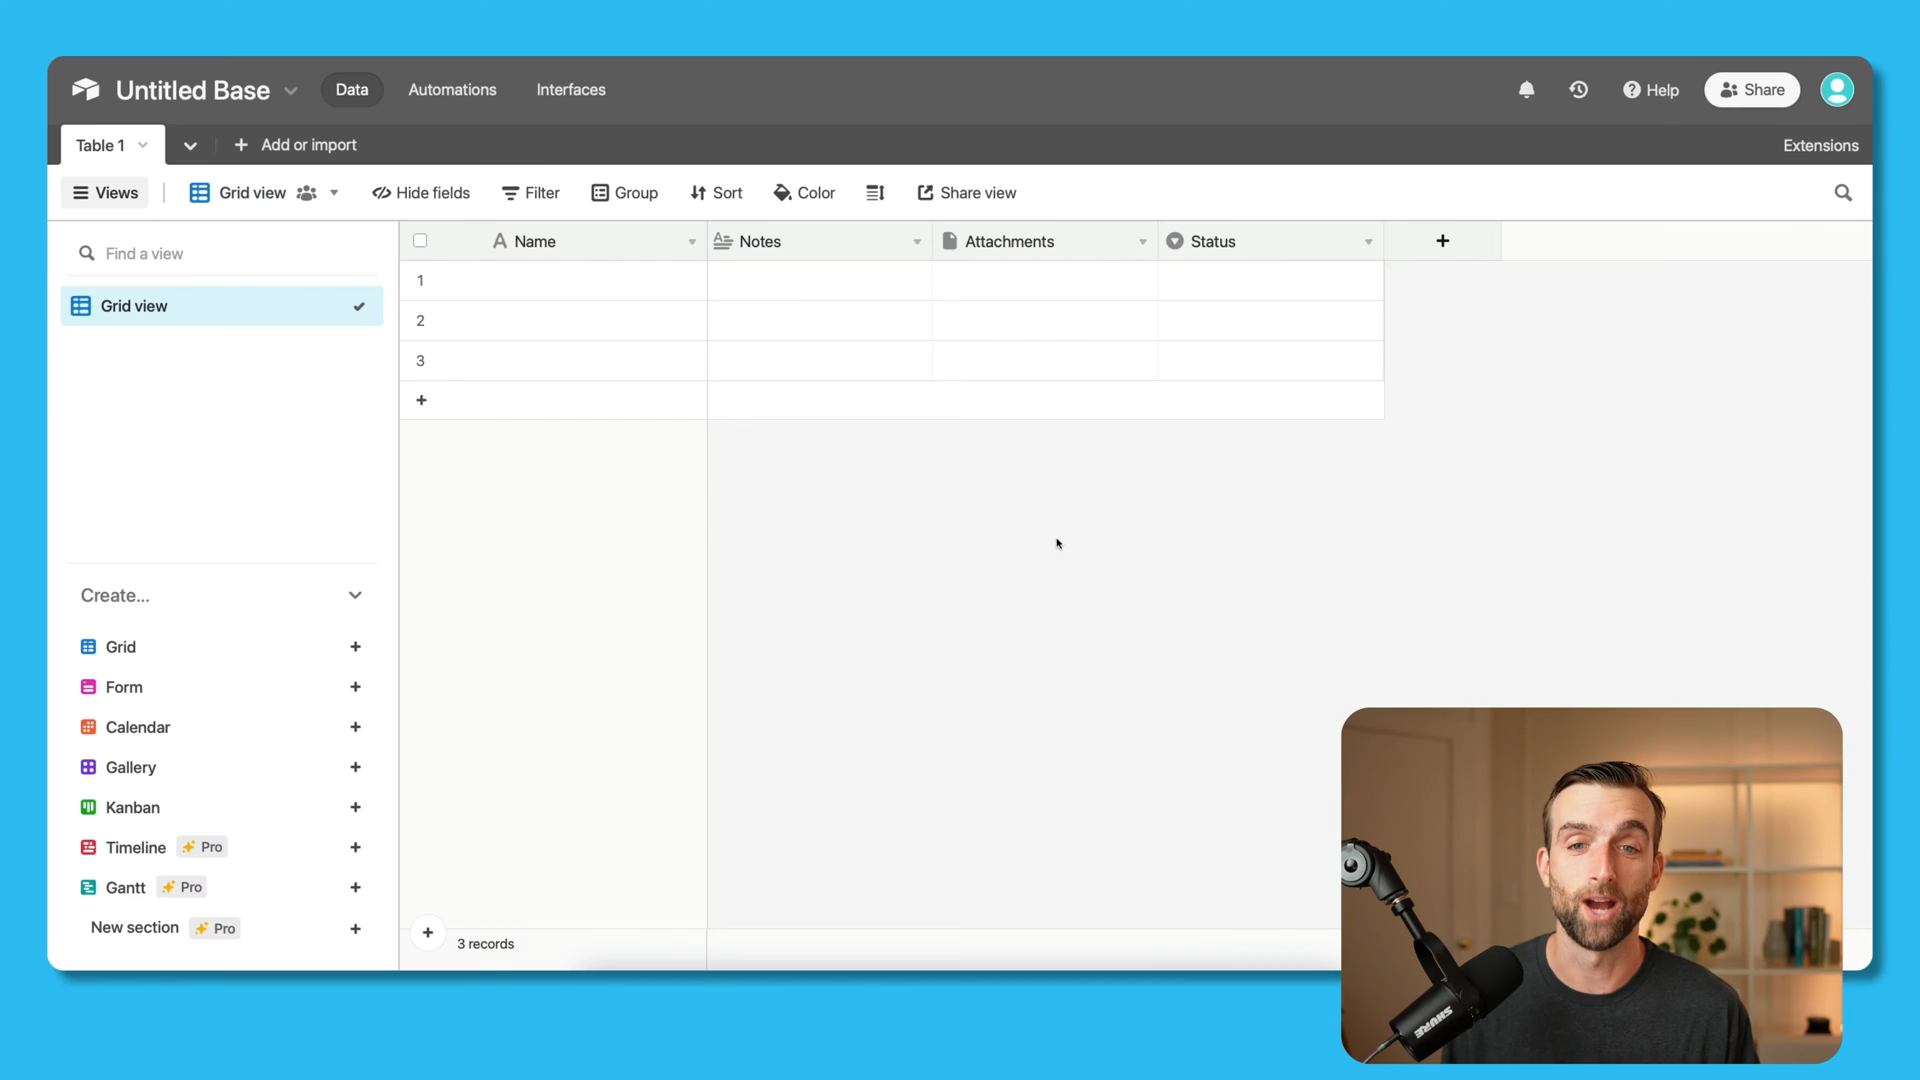 Untitled Base
Data
Automations
Interfaces
Help
Share
Table 1
Add or import
Extensions
Views
Grid view
Hide fields
Filter
Group
Sort
Color
Share view
Find a view
Name
Notes
Attachments
Status
Grid view
1
2
3
Create...
Grid
Form
Calendar
Gallery
Kanban
Timeline Pro
Gantt Pro
New section Pro
3 records
SHURE